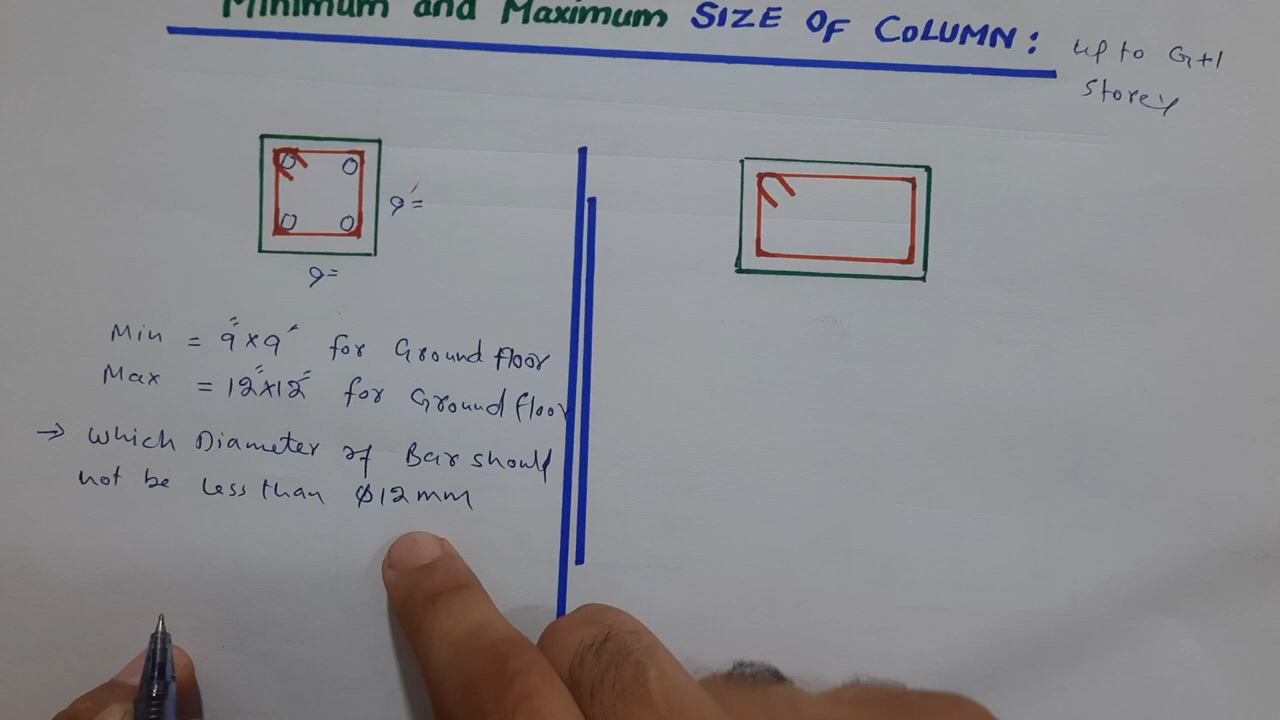 Minimum and Maximum SIZE OF COLUMN:
up to G+1
Storey
9"
9"
Min = 9"x9" for Ground floor
Max = 12"x12" for Ground floor
→ which Diameter of Bar should
not be less than ø12mm